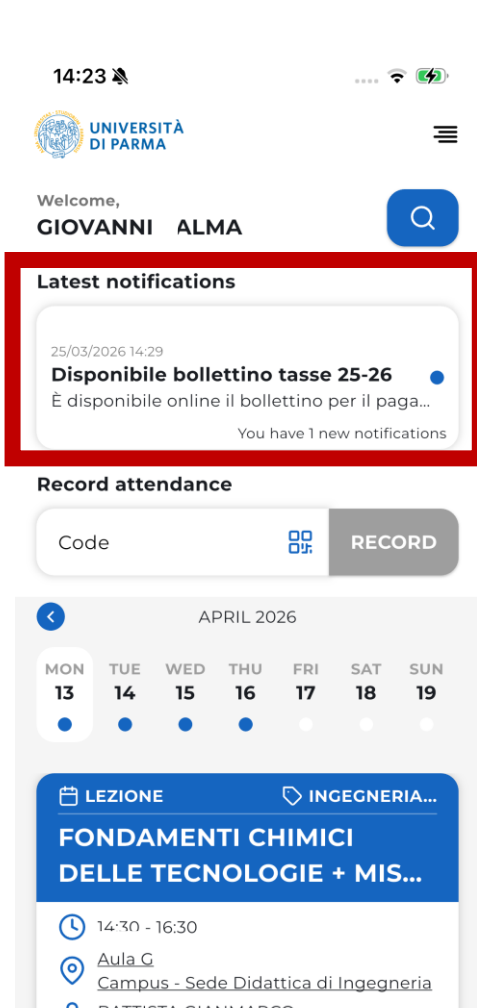 14:23
UNIVERSITÀ
DI PARMA
Welcome,
GIOVANNI ALMA
Latest notifications
25/03/2026 14:29
Disponibile bollettino tasse 25-26
È disponibile online il bollettino per il paga...
You have 1 new notifications
Record attendance
Code RECORD
APRIL 2026
MON TUE WED THU FRI SAT SUN
13 14 15 16 17 18 19
LEZIONE INGEGNERIA...
FONDAMENTI CHIMICI
DELLE TECNOLOGIE + MIS...
14:30 - 16:30
Aula G
Campus - Sede Didattica di Ingegneria
BATTISTA GIANMARCO